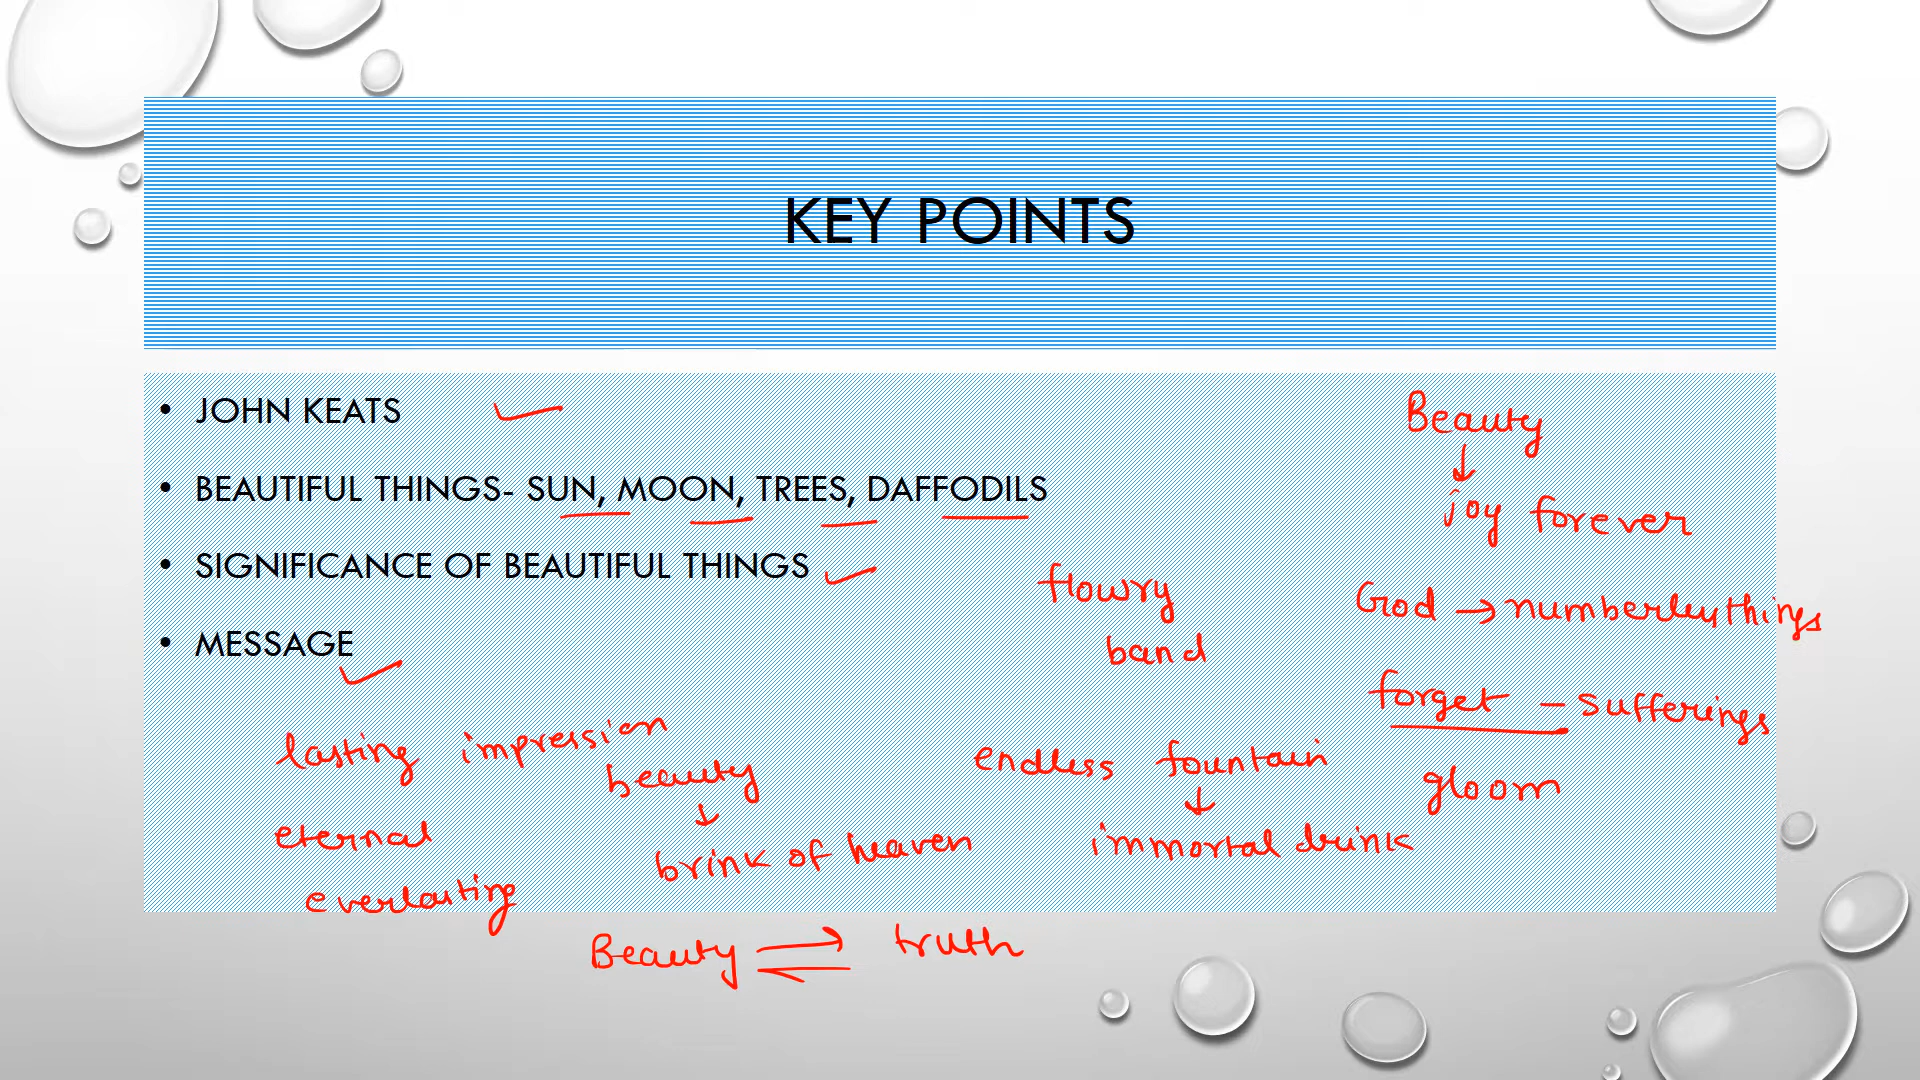 KEY POINTS
• JOHN KEATS
• BEAUTIFUL THINGS- SUN, MOON, TREES, DAFFODILS
• SIGNIFICANCE OF BEAUTIFUL THINGS
• MESSAGE
Beauty
↓
joy forever
flowry
band
God → numberley things
forget – sufferings
gloom
lasting impression
eternal
everlasting
beauty
↓
brink of heaven
endless fountain
↓
immortal drink
Beauty ⇌ truth